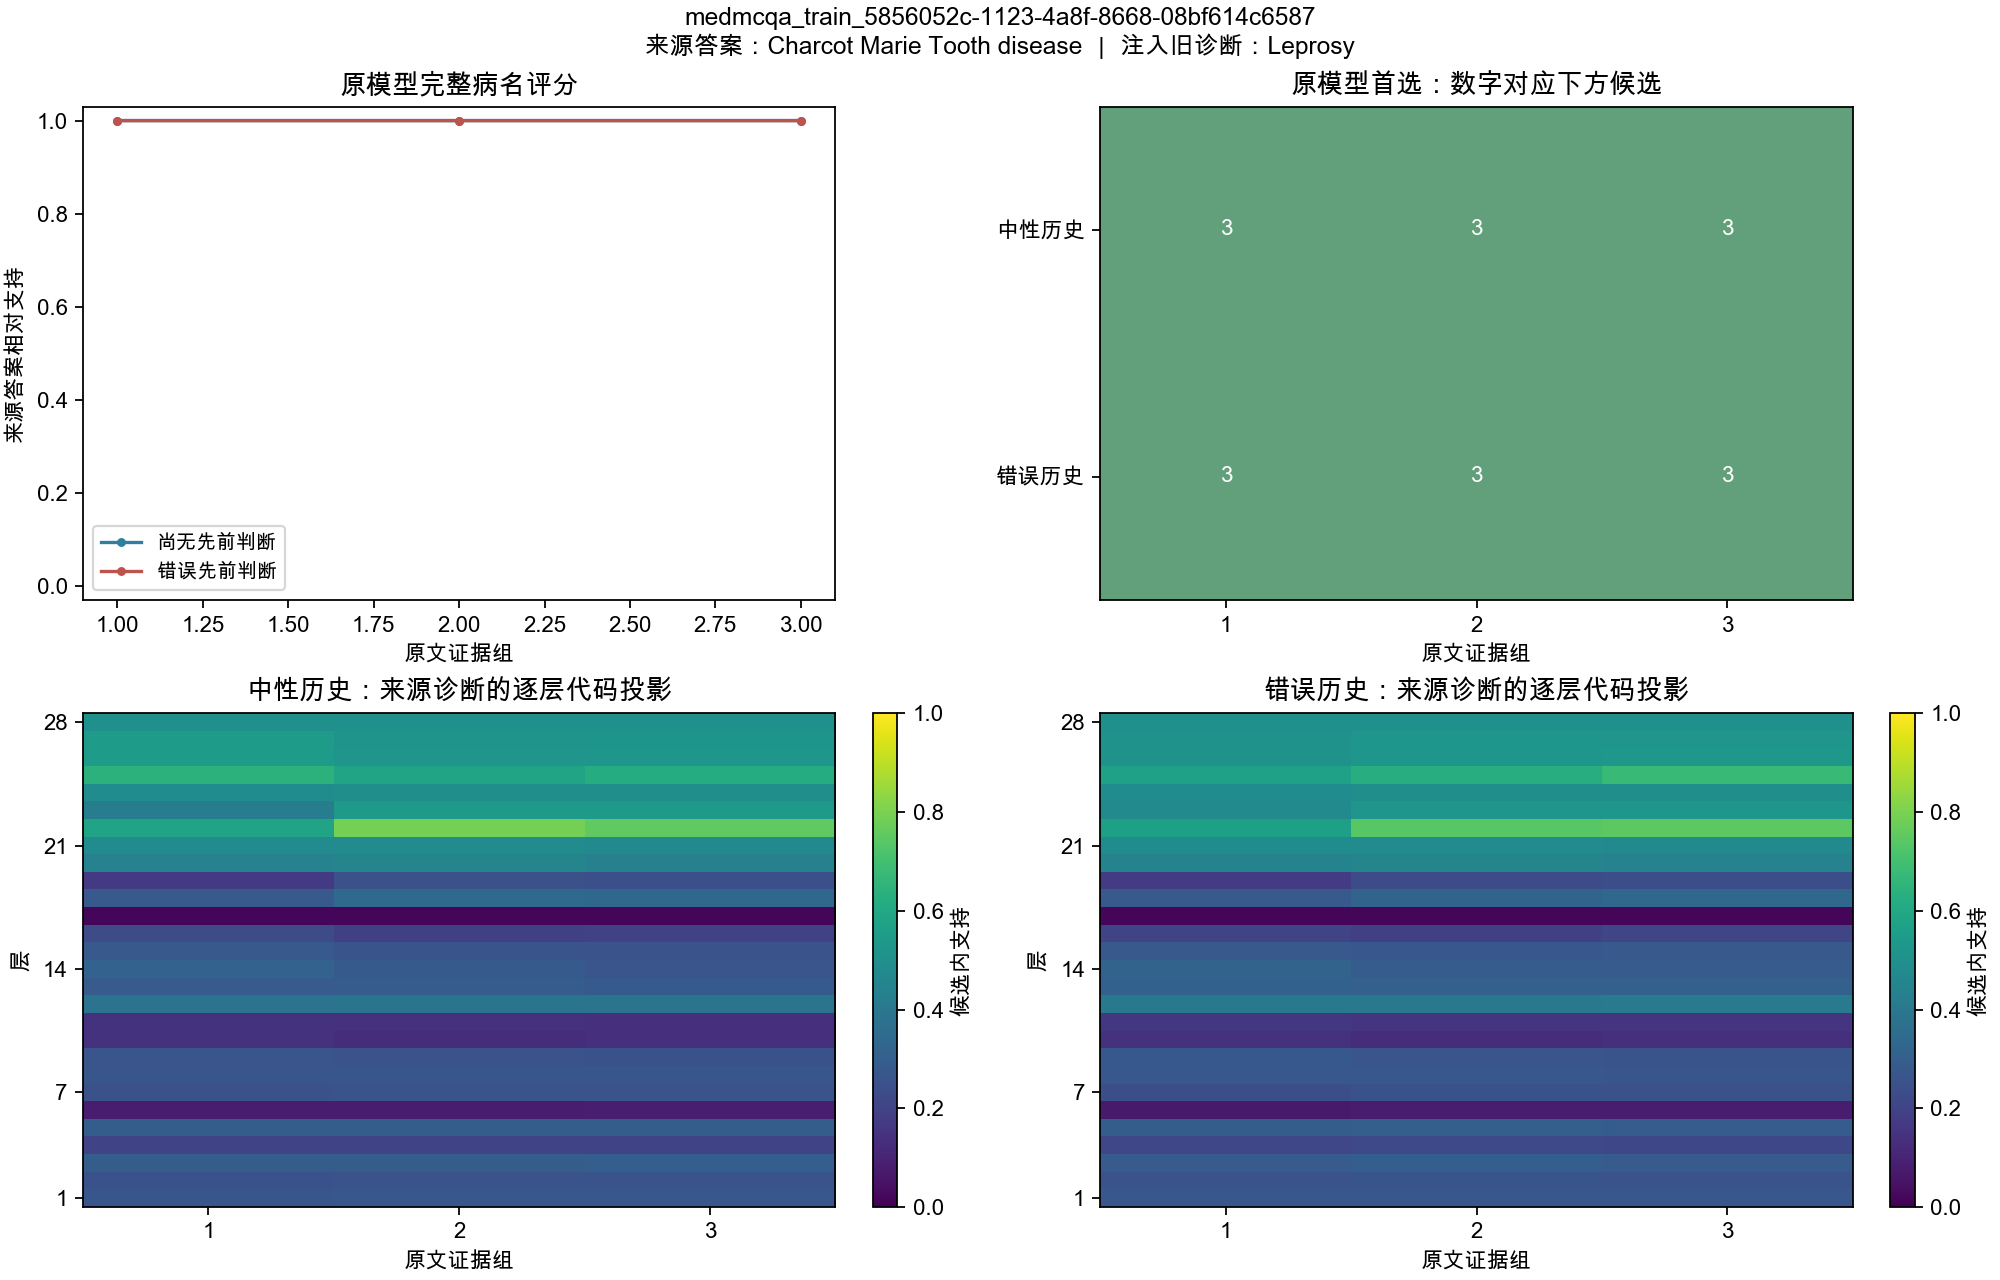 medmcqa_train_5856052c-1123-4a8f-8668-08bf614c6587
来源答案：Charcot Marie Tooth disease | 注入旧诊断：Leprosy
原模型完整病名评分
来源答案相对支持
1.0
0.8
0.6
0.4
0.2
0.0
尚无先前判断
错误先前判断
1.00 1.25 1.50 1.75 2.00 2.25 2.50 2.75 3.00
原文证据组
原模型首选：数字对应下方候选
中性历史
3 3 3
错误历史
3 3 3
1 2 3
原文证据组
中性历史：来源诊断的逐层代码投影
层
28
21
14
7
1
1 2 3
原文证据组
1.0
0.8
0.6
0.4
0.2
0.0
候选内支持
错误历史：来源诊断的逐层代码投影
层
28
21
14
7
1
1 2 3
原文证据组
1.0
0.8
0.6
0.4
0.2
0.0
候选内支持